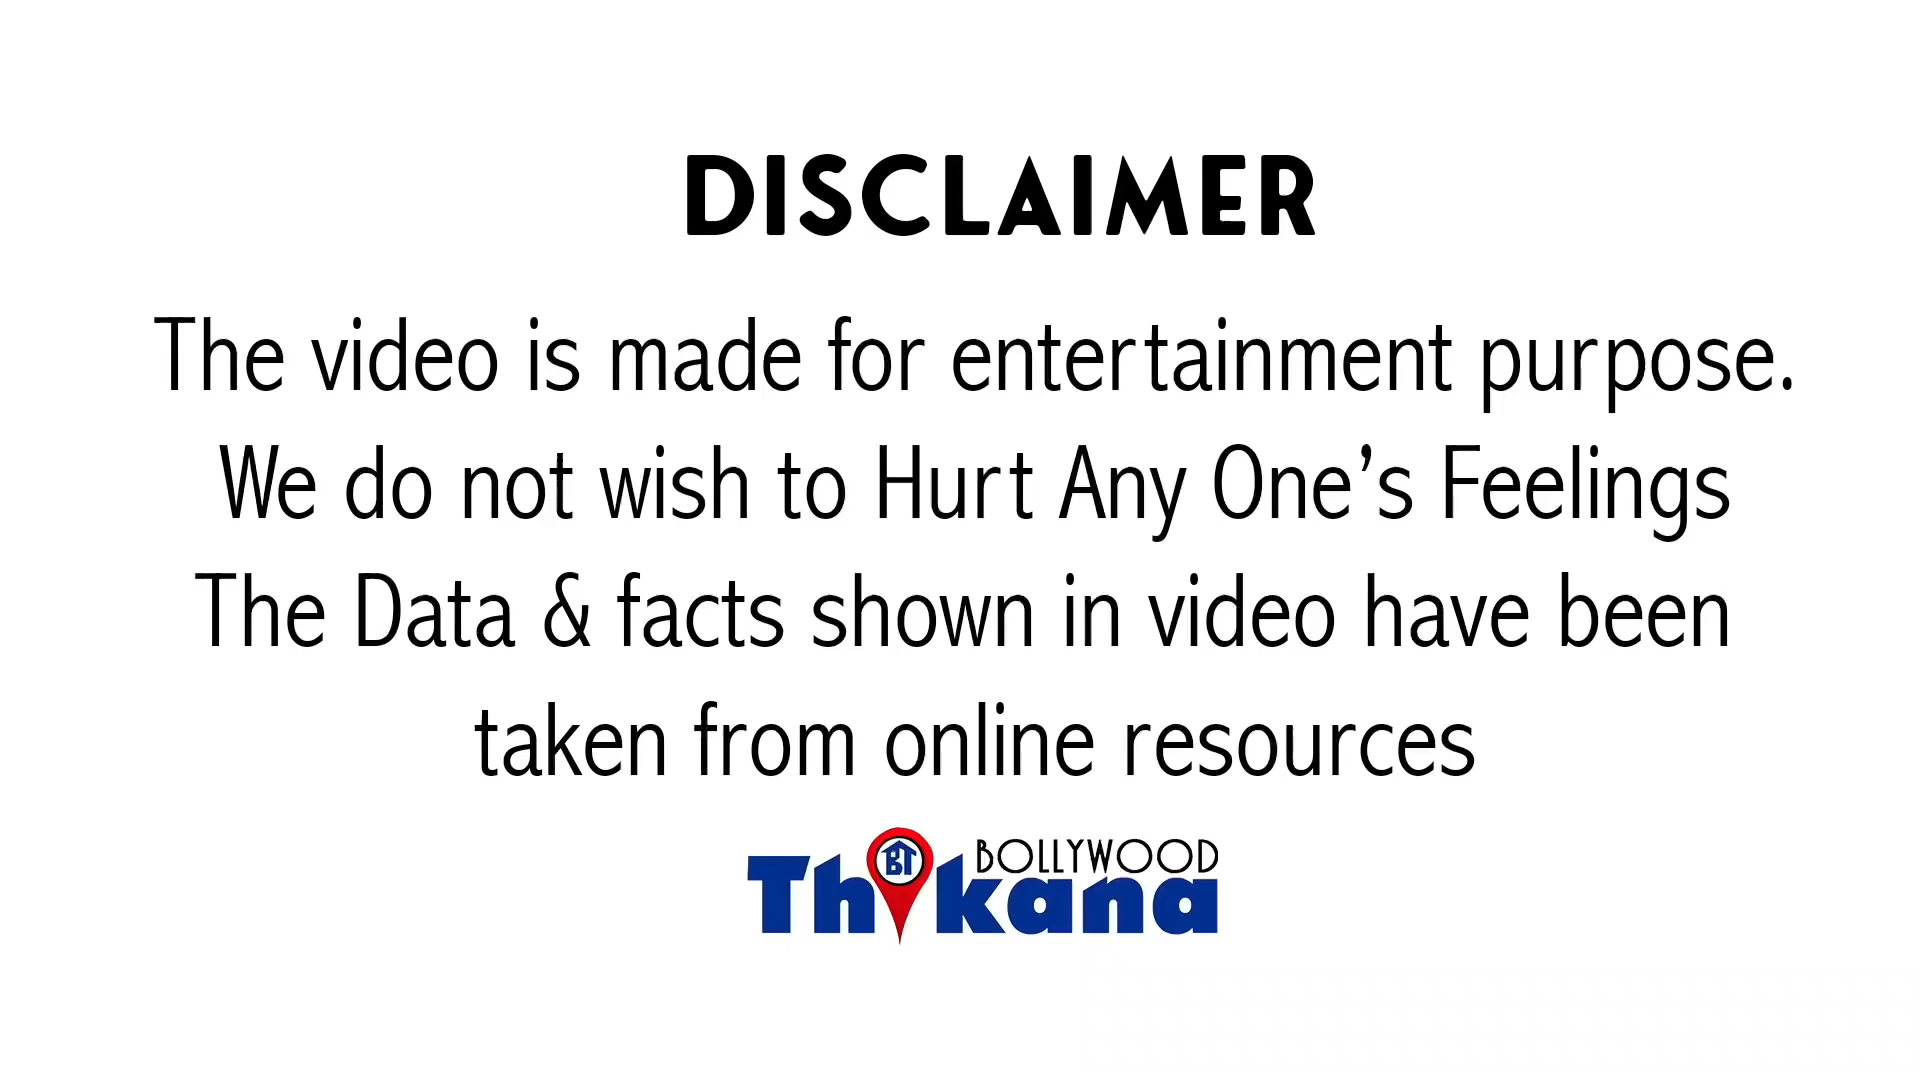 DISCLAIMER
The video is made for entertainment purpose.
We do not wish to Hurt Any One’s Feelings
The Data & facts shown in video have been
taken from online resources
BT
BOLLYWOOD
Thikana